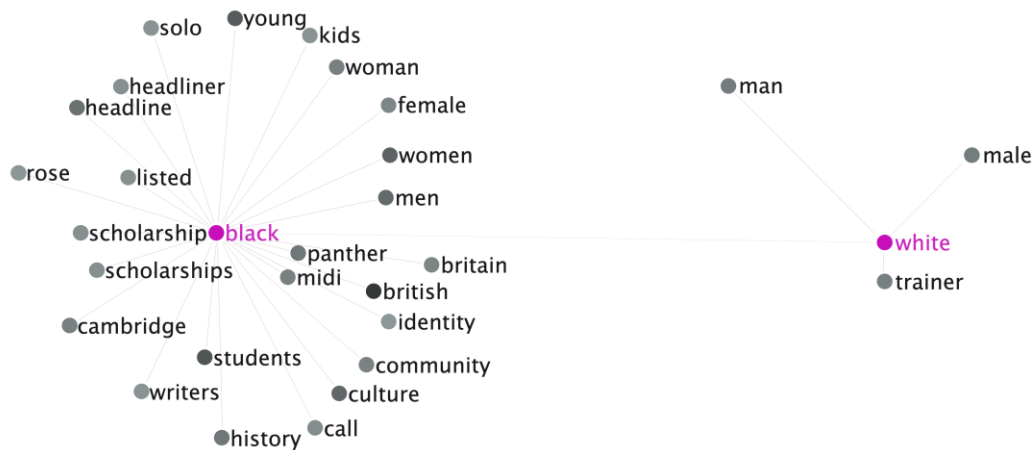 young
solo
kids
woman
headliner
man
headline
female
women
male
rose
listed
men
scholarship
black
white
panther
britain
scholarships
midi
trainer
british
identity
cambridge
students
community
writers
culture
call
history